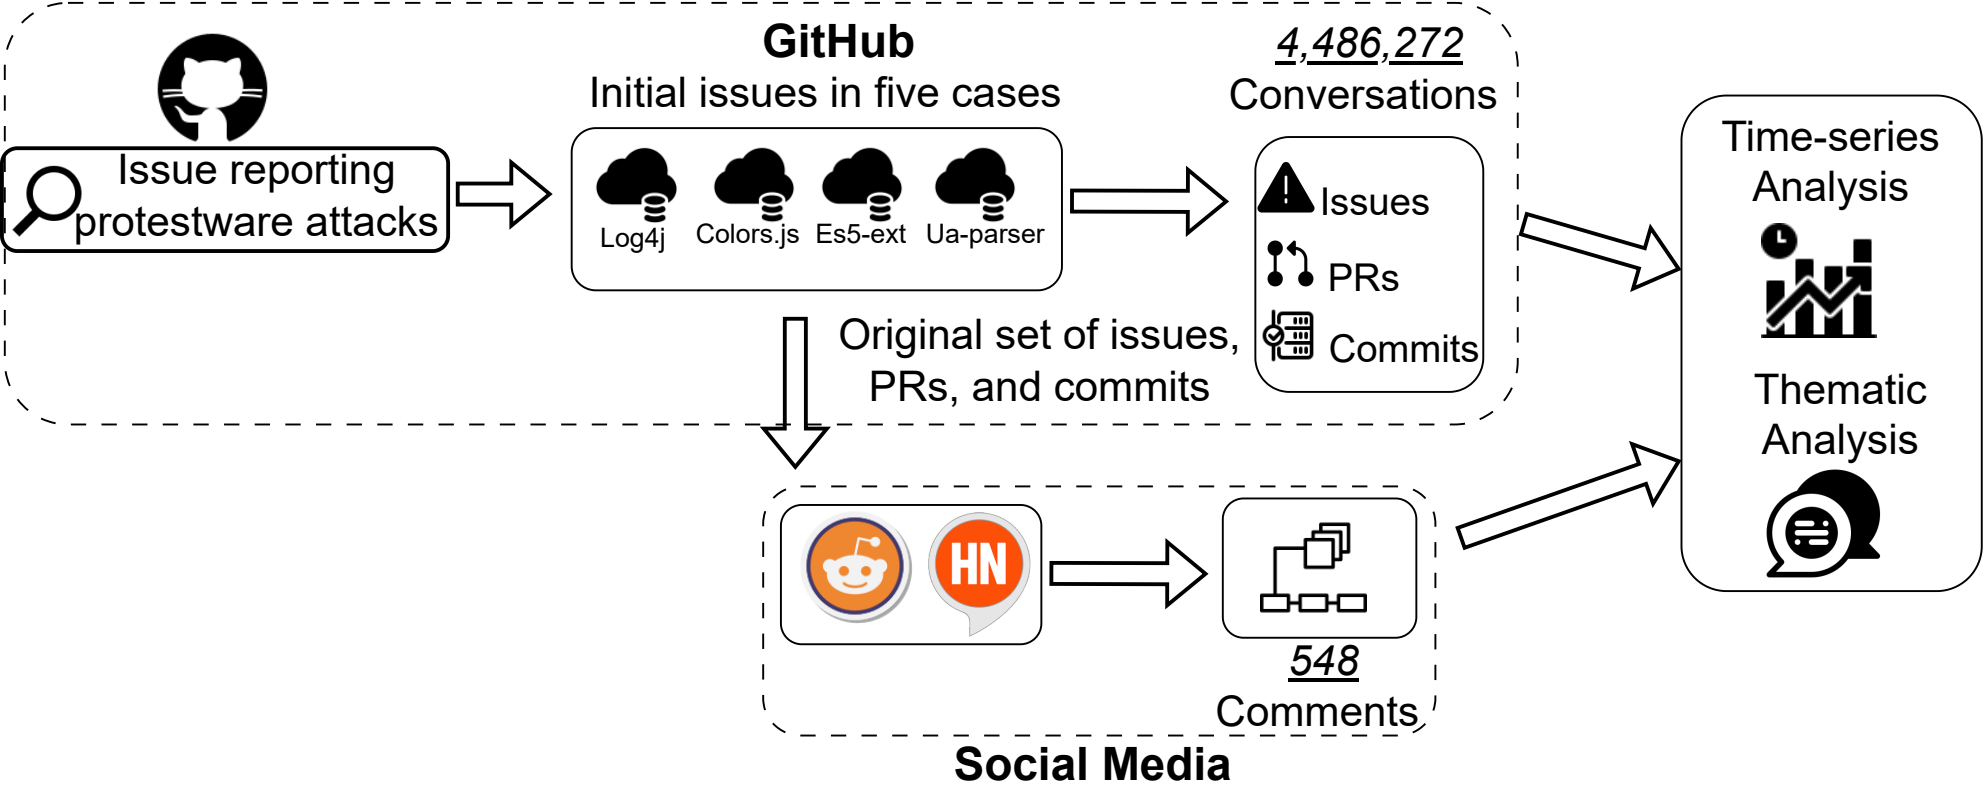 GitHub
Initial issues in five cases
4,486,272
Conversations
Issue reporting
protestware attacks
Log4j
Colors.js
Es5-ext
Ua-parser
Issues
PRs
Commits
Original set of issues,
PRs, and commits
Time-series
Analysis
Thematic
Analysis
HN
548
Comments
Social Media